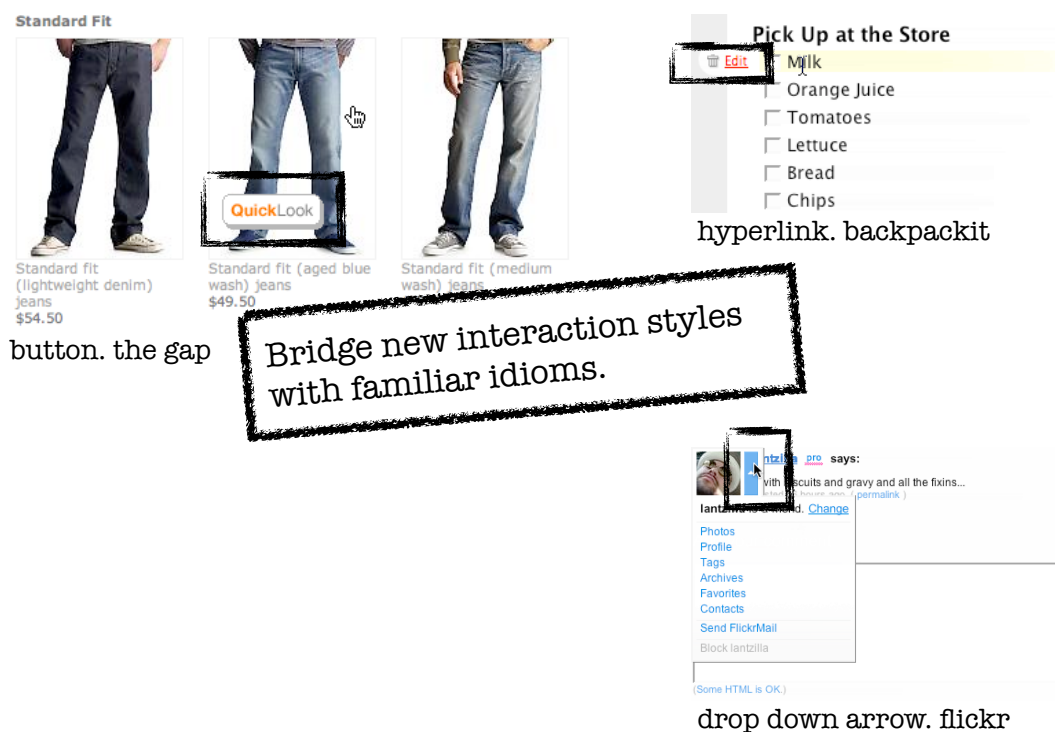 Standard Fit
QuickLook
Standard fit
(lightweight denim)
jeans
$54.50
Standard fit (aged blue
wash) jeans
$49.50
Standard fit (medium
wash) jeans
button. the gap
Pick Up at the Store
Edit
Milk
Orange Juice
Tomatoes
Lettuce
Bread
Chips
hyperlink. backpackit
Bridge new interaction styles
with familiar idioms.
pro says:
with biscuits and gravy and all the fixins...
hours ago. ( permalink )
friend. Change
Photos
Profile
Tags
Archives
Favorites
Contacts
Send FlickrMail
Block lantzilla
(Some HTML is OK.)
drop down arrow. flickr